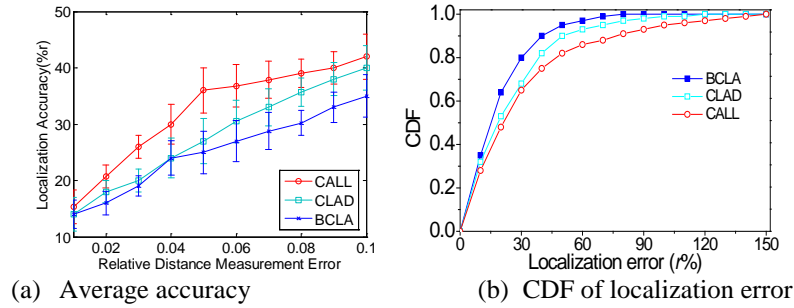 Localization Accuracy(%r)
50
40
30
20
10
0.02 0.04 0.06 0.08 0.1
Relative Distance Measurement Error
CALL
CLAD
BCLA
(a) Average accuracy
CDF
1.0
0.8
0.6
0.4
0.2
0.0
0 30 60 90 120 150
Localization error (r%)
BCLA
CLAD
CALL
(b) CDF of localization error